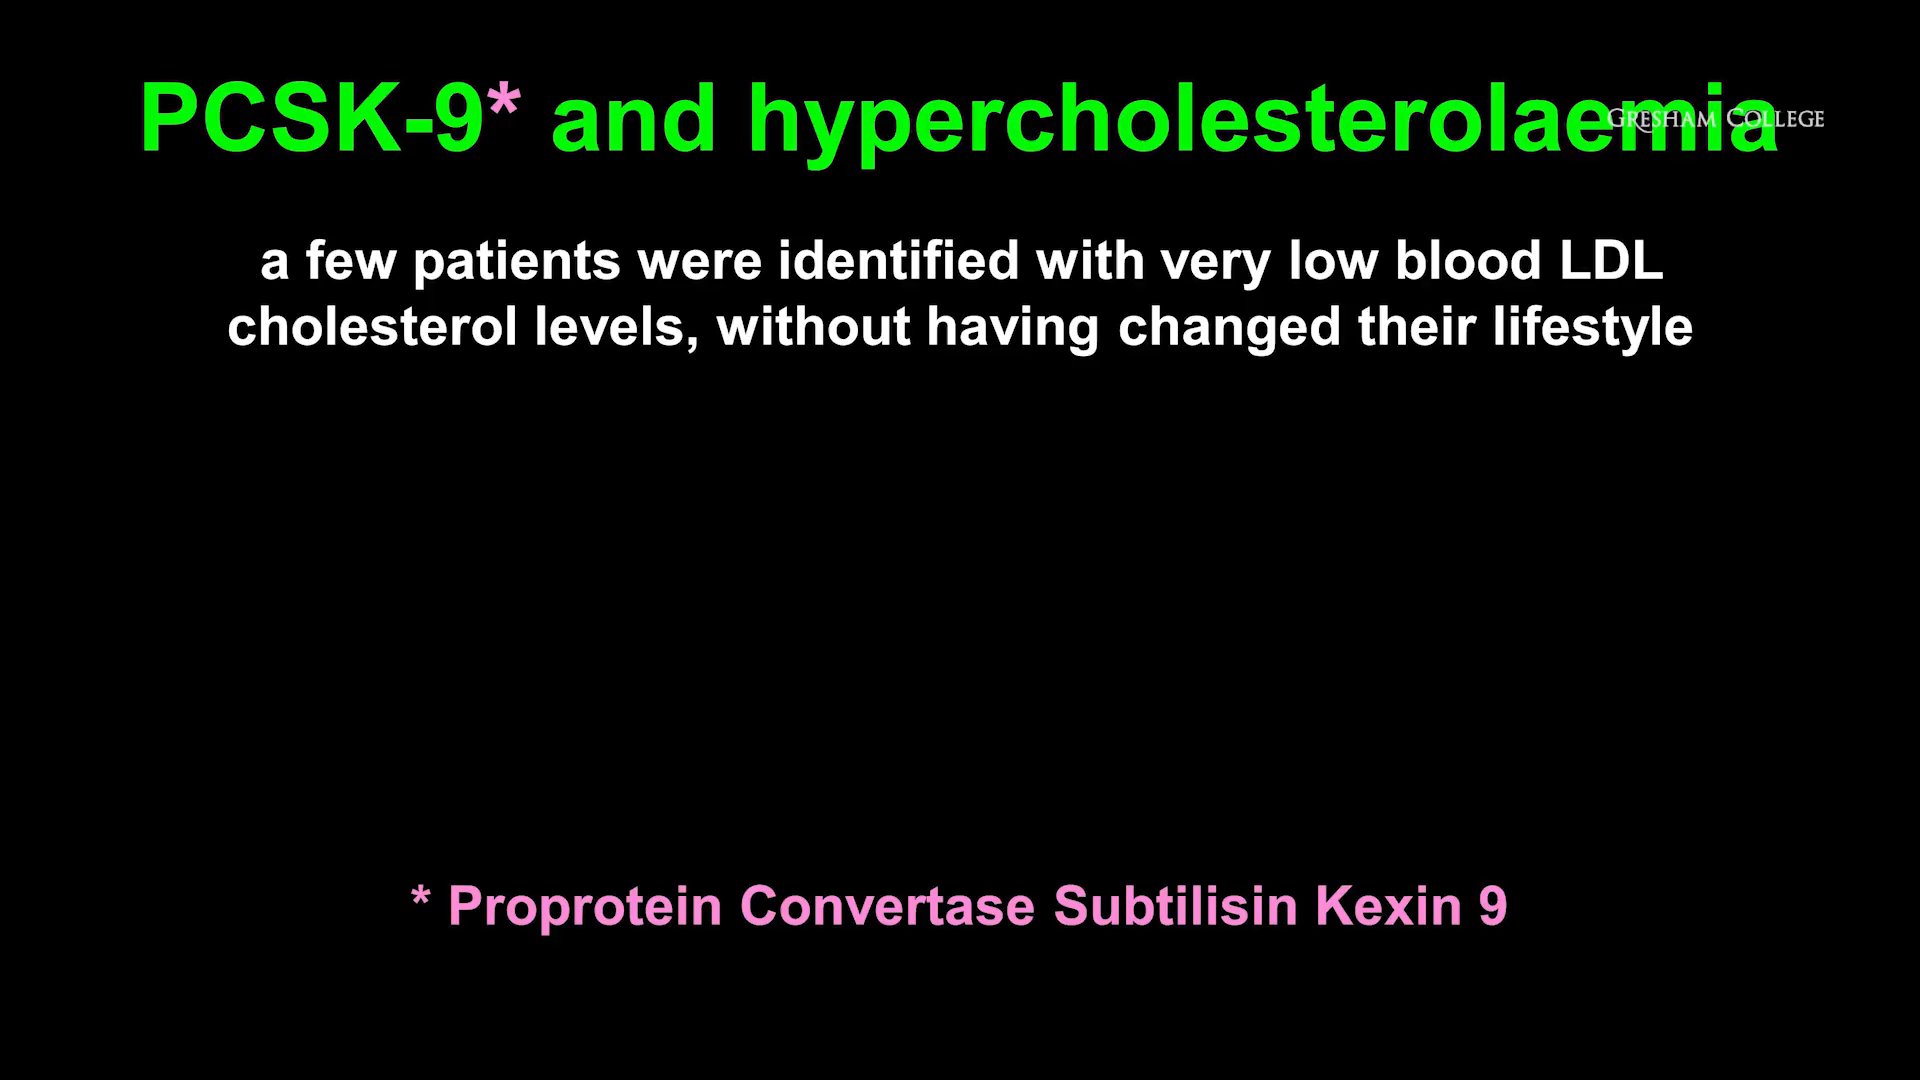 PCSK-9* and hypercholesterolaemia
GRESHAM COLLEGE
a few patients were identified with very low blood LDL
cholesterol levels, without having changed their lifestyle
* Proprotein Convertase Subtilisin Kexin 9